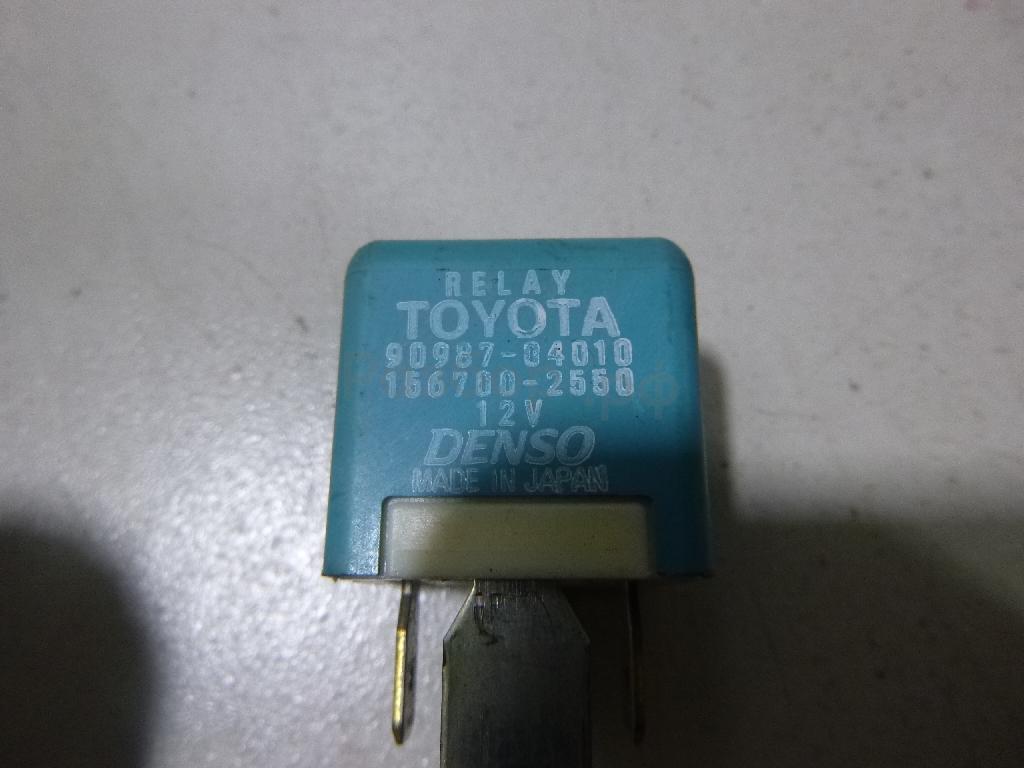 RELAY
TOYOTA
90987-04010
156700-2550
12V
DENSO
MADE IN JAPAN